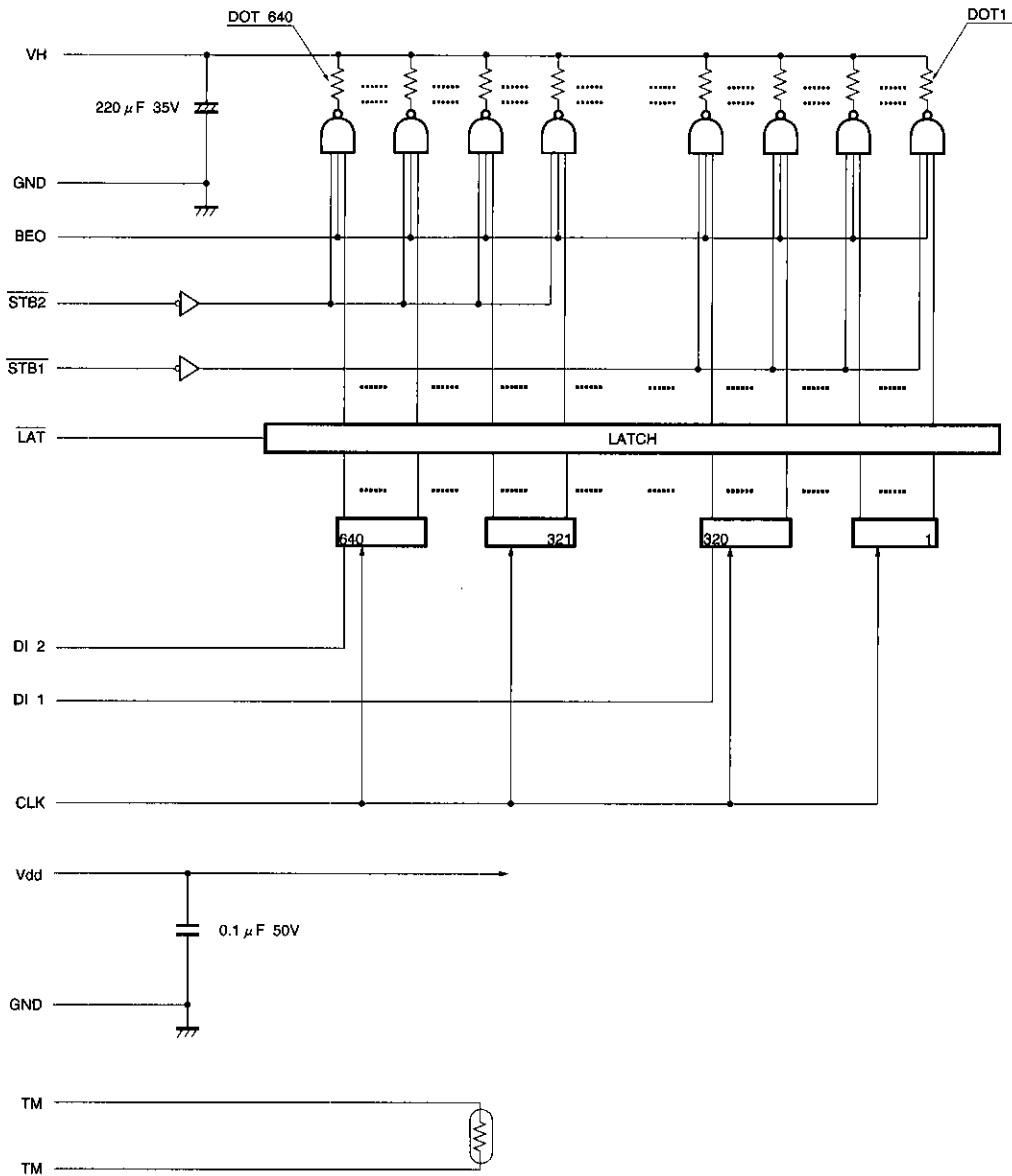 DOT 640
DOT1
VH
220 μF 35V
GND
BEO
STB2
STB1
LAT
LATCH
640
321
320
1
DI 2
DI 1
CLK
Vdd
0.1 μF 50V
GND
TM
TM